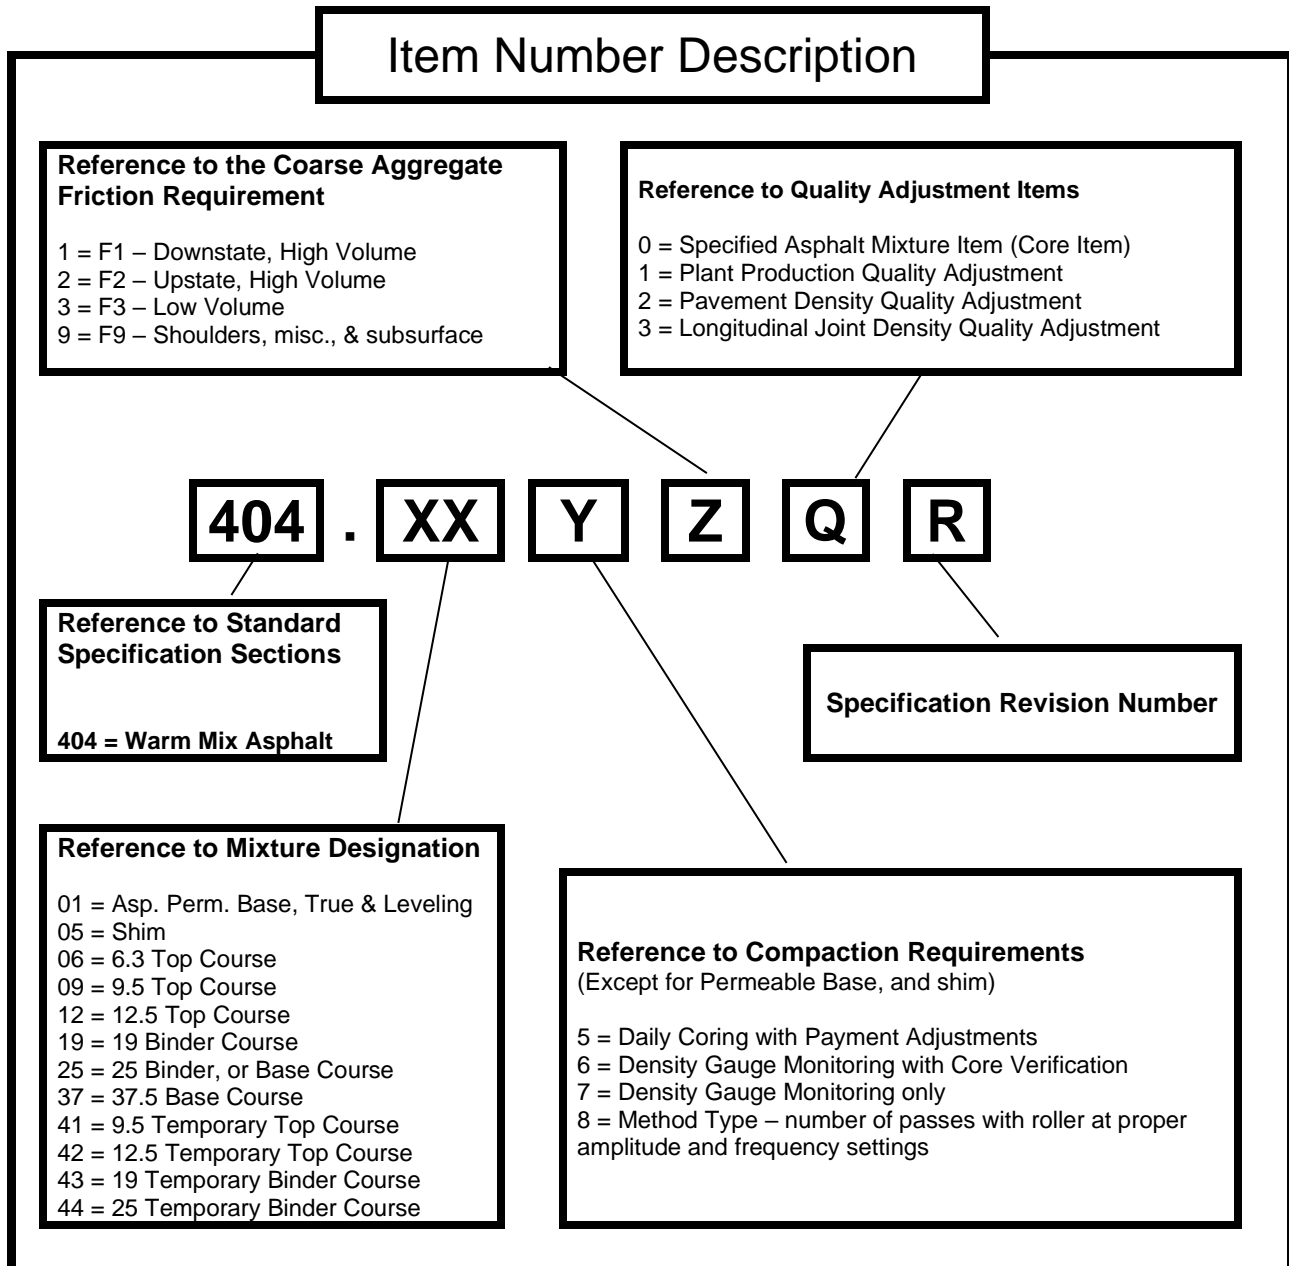 Item Number Description
Reference to the Coarse Aggregate
Friction Requirement
1 = F1 – Downstate, High Volume
2 = F2 – Upstate, High Volume
3 = F3 – Low Volume
9 = F9 – Shoulders, misc., & subsurface
Reference to Quality Adjustment Items
0 = Specified Asphalt Mixture Item (Core Item)
1 = Plant Production Quality Adjustment
2 = Pavement Density Quality Adjustment
3 = Longitudinal Joint Density Quality Adjustment
404 . XX Y Z Q R
Reference to Standard
Specification Sections
404 = Warm Mix Asphalt
Specification Revision Number
Reference to Mixture Designation
01 = Asp. Perm. Base, True & Leveling
05 = Shim
06 = 6.3 Top Course
09 = 9.5 Top Course
12 = 12.5 Top Course
19 = 19 Binder Course
25 = 25 Binder, or Base Course
37 = 37.5 Base Course
41 = 9.5 Temporary Top Course
42 = 12.5 Temporary Top Course
43 = 19 Temporary Binder Course
44 = 25 Temporary Binder Course
Reference to Compaction Requirements
(Except for Permeable Base, and shim)
5 = Daily Coring with Payment Adjustments
6 = Density Gauge Monitoring with Core Verification
7 = Density Gauge Monitoring only
8 = Method Type – number of passes with roller at proper
amplitude and frequency settings